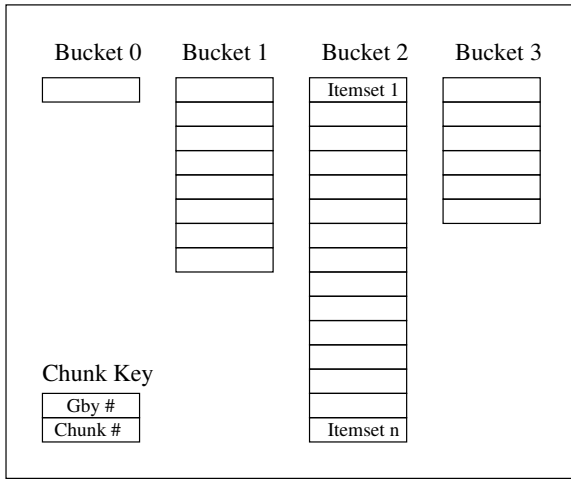 Bucket 0 Bucket 1 Bucket 2 Bucket 3
Itemset 1
Chunk Key
Gby #
Chunk # Itemset n